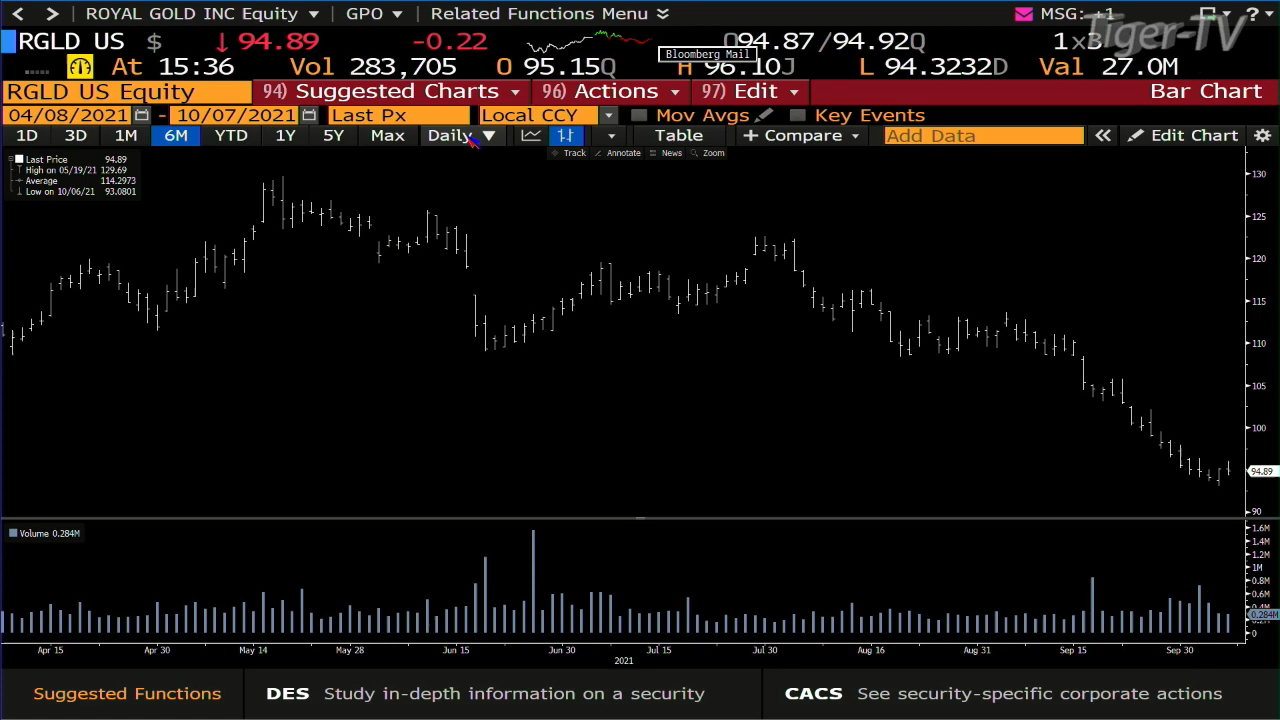 ROYAL GOLD INC Equity GPO Related Functions Menu MSG: +1 ?
RGLD US $ 94.89 -0.22 Q94.87/94.92Q 1×3
Bloomberg Mail
Tiger-TV
At 15:36 Vol 283,705 O 95.15Q H 96.10J L 94.3232D Val 27.0M
RGLD US Equity 94) Suggested Charts 96) Actions 97) Edit Bar Chart
04/08/2021 - 10/07/2021 Last Px Local CCY Mov Avgs Key Events
1D 3D 1M 6M YTD 1Y 5Y Max Daily Table + Compare Add Data « Edit Chart
Track Annotate News Zoom
Last Price 94.89
High on 05/19/21 129.69
Average 114.2973
Low on 10/06/21 93.0801
130
125
120
115
110
105
100
94.89
90
Volume 0.284M
1.6M
1.4M
1.2M
1M
0.8M
0.6M
0.4M
0.284M
0
Apr 15 Apr 30 May 14 May 28 Jun 15 Jun 30 Jul 15 Jul 30 Aug 16 Aug 31 Sep 15 Sep 30
2021
Suggested Functions DES Study in-depth information on a security CACS See security-specific corporate actions